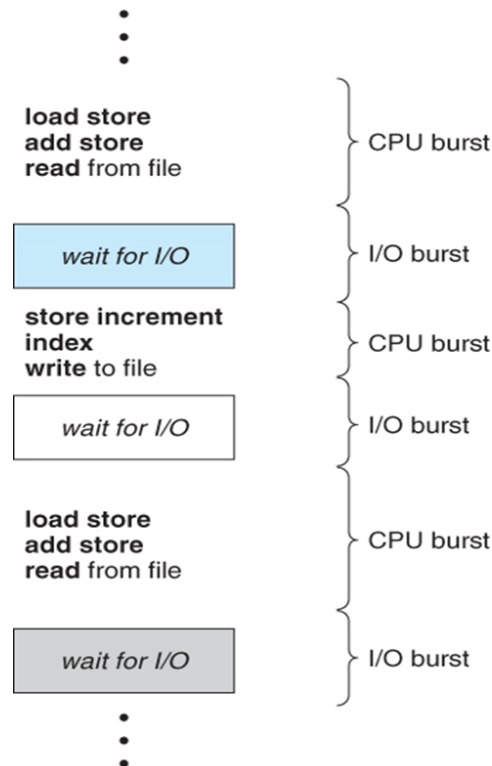 load store
add store
read from file
CPU burst
wait for I/O
I/O burst
store increment
index
write to file
CPU burst
wait for I/O
I/O burst
load store
add store
read from file
CPU burst
wait for I/O
I/O burst